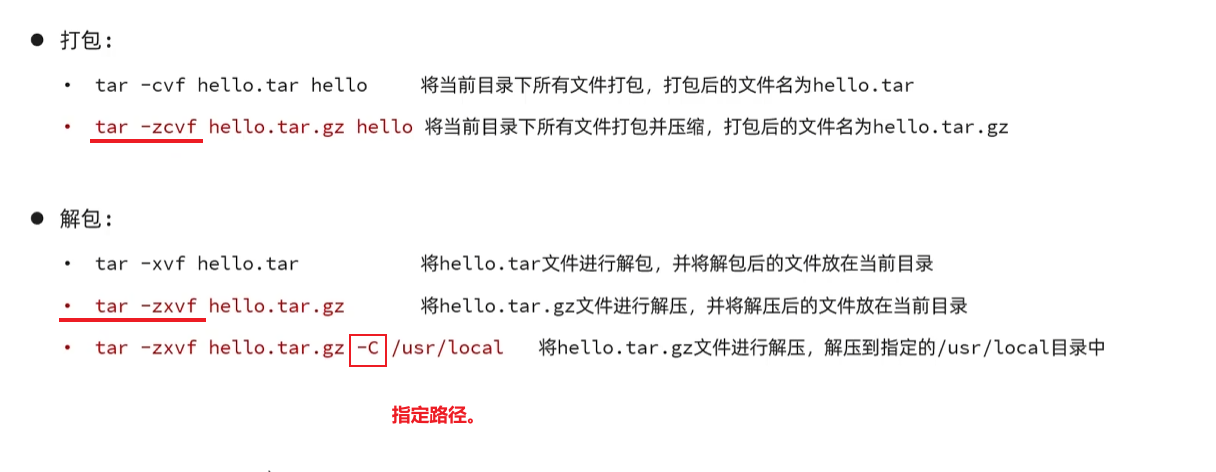 ● 打包:
• tar -cvf hello.tar hello 将当前目录下所有文件打包，打包后的文件名为hello.tar
• tar -zcvf hello.tar.gz hello 将当前目录下所有文件打包并压缩，打包后的文件名为hello.tar.gz
● 解包:
• tar -xvf hello.tar 将hello.tar文件进行解包，并将解包后的文件放在当前目录
• tar -zxvf hello.tar.gz 将hello.tar.gz文件进行解压，并将解压后的文件放在当前目录
• tar -zxvf hello.tar.gz -C /usr/local 将hello.tar.gz文件进行解压，解压到指定的/usr/local目录中
指定路径。